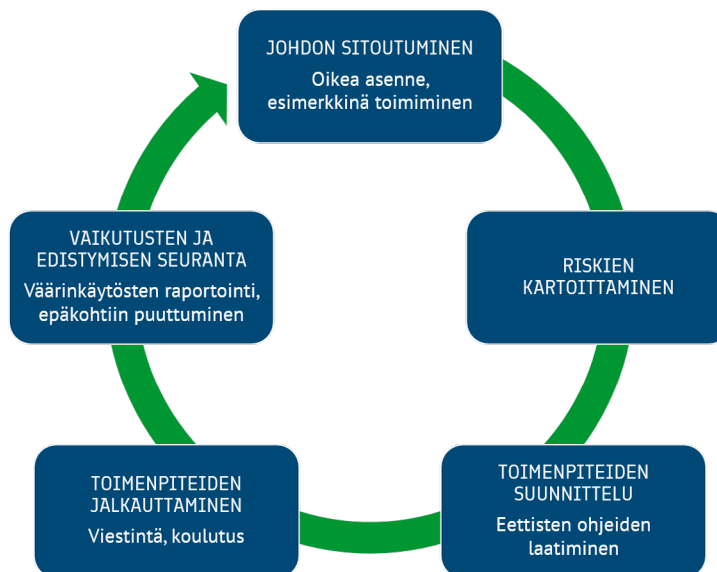 JOHDON SITOUTUMINEN
Oikea asenne,
esimerkkinä toimiminen
RISKIEN
KARTOITTAMINEN
TOIMENPITEIDEN
SUUNNITTELU
Eettisten ohjeiden
laatiminen
TOIMENPITEIDEN
JALKAUTTAMINEN
Viestintä, koulutus
VAIKUTUSTEN JA
EDISTYMISEN SEURANTA
Väärinkäytösten raportointi,
epäkohtiin puuttuminen